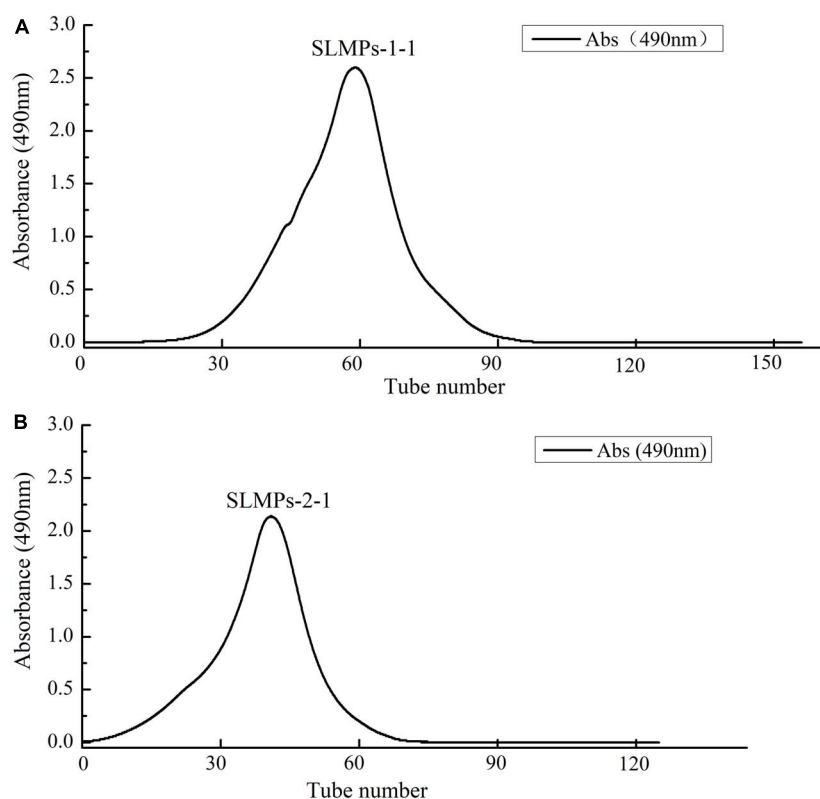 A
3.0
SLMPs-1-1
Abs（490nm）
2.5
2.0
1.5
1.0
0.5
0.0
Absorbance (490nm)
0 30 60 90 120 150
Tube number
B
3.0
Abs (490nm)
2.5
SLMPs-2-1
2.0
1.5
1.0
0.5
0.0
Absorbance (490nm)
0 30 60 90 120
Tube number